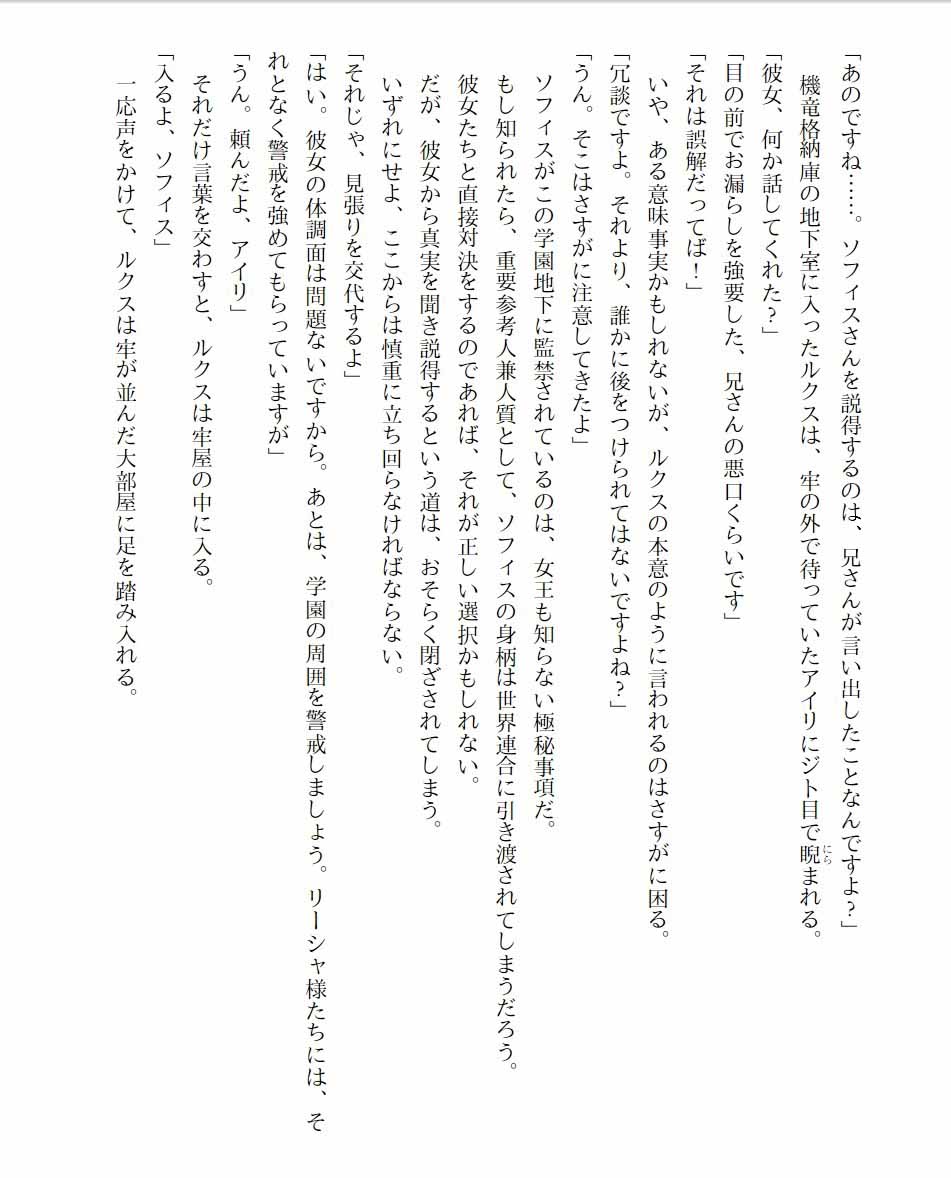 「あのですね……。ソフィスさんを説得するのは、兄さんが言い出したことなんですよ？」
機竜格納庫の地下室に入ったルクスは、牢の外で待っていたアイリにジト目で睨まれる。
にら
「彼女、何か話してくれた？」
「目の前でお漏らしを強要した、兄さんの悪口くらいです」
「それは誤解だってば！」
いや、ある意味事実かもしれないが、ルクスの本意のように言われるのはさすがに困る。
「冗談ですよ。それより、誰かに後をつけられてはないですよね？」
「うん。そこはさすがに注意してきたよ」
ソフィスがこの学園地下に監禁されているのは、女王も知らない極秘事項だ。
もし知られたら、重要参考人兼人質として、ソフィスの身柄は世界連合に引き渡されてしまうだろう。
彼女たちと直接対決をするのであれば、それが正しい選択かもしれない。
だが、彼女から真実を聞き説得するという道は、おそらく閉ざされてしまう。
いずれにせよ、ここからは慎重に立ち回らなければならない。
「それじゃ、見張りを交代するよ」
「はい。彼女の体調面は問題ないですから。あとは、学園の周囲を警戒しましょう。リーシャ様たちには、そ
れとなく警戒を強めてもらっていますが」
「うん。頼んだよ、アイリ」
それだけ言葉を交わすと、ルクスは牢屋の中に入る。
「入るよ、ソフィス」
一応声をかけて、ルクスは牢が並んだ大部屋に足を踏み入れる。